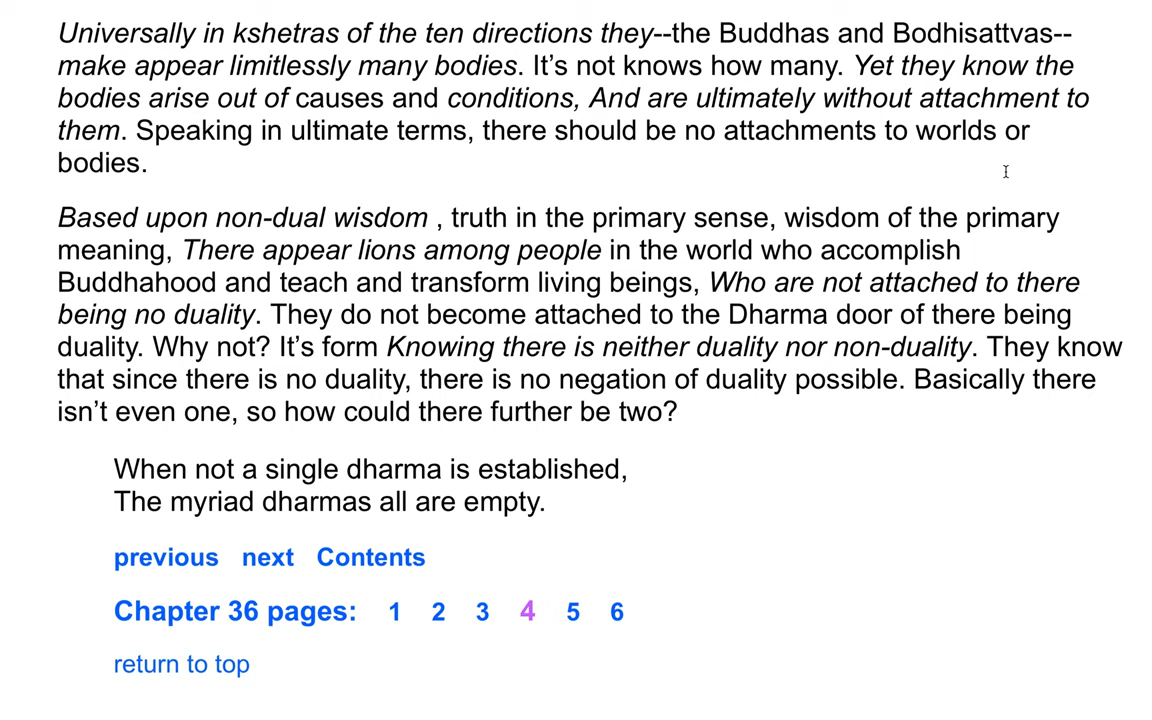 Universally in kshetras of the ten directions they--the Buddhas and Bodhisattvas--
make appear limitlessly many bodies. It’s not knows how many. Yet they know the
bodies arise out of causes and conditions, And are ultimately without attachment to
them. Speaking in ultimate terms, there should be no attachments to worlds or
bodies.
Based upon non-dual wisdom , truth in the primary sense, wisdom of the primary
meaning, There appear lions among people in the world who accomplish
Buddhahood and teach and transform living beings, Who are not attached to there
being no duality. They do not become attached to the Dharma door of there being
duality. Why not? It’s form Knowing there is neither duality nor non-duality. They know
that since there is no duality, there is no negation of duality possible. Basically there
isn’t even one, so how could there further be two?
When not a single dharma is established,
The myriad dharmas all are empty.
previous next Contents
Chapter 36 pages: 1 2 3 4 5 6
return to top